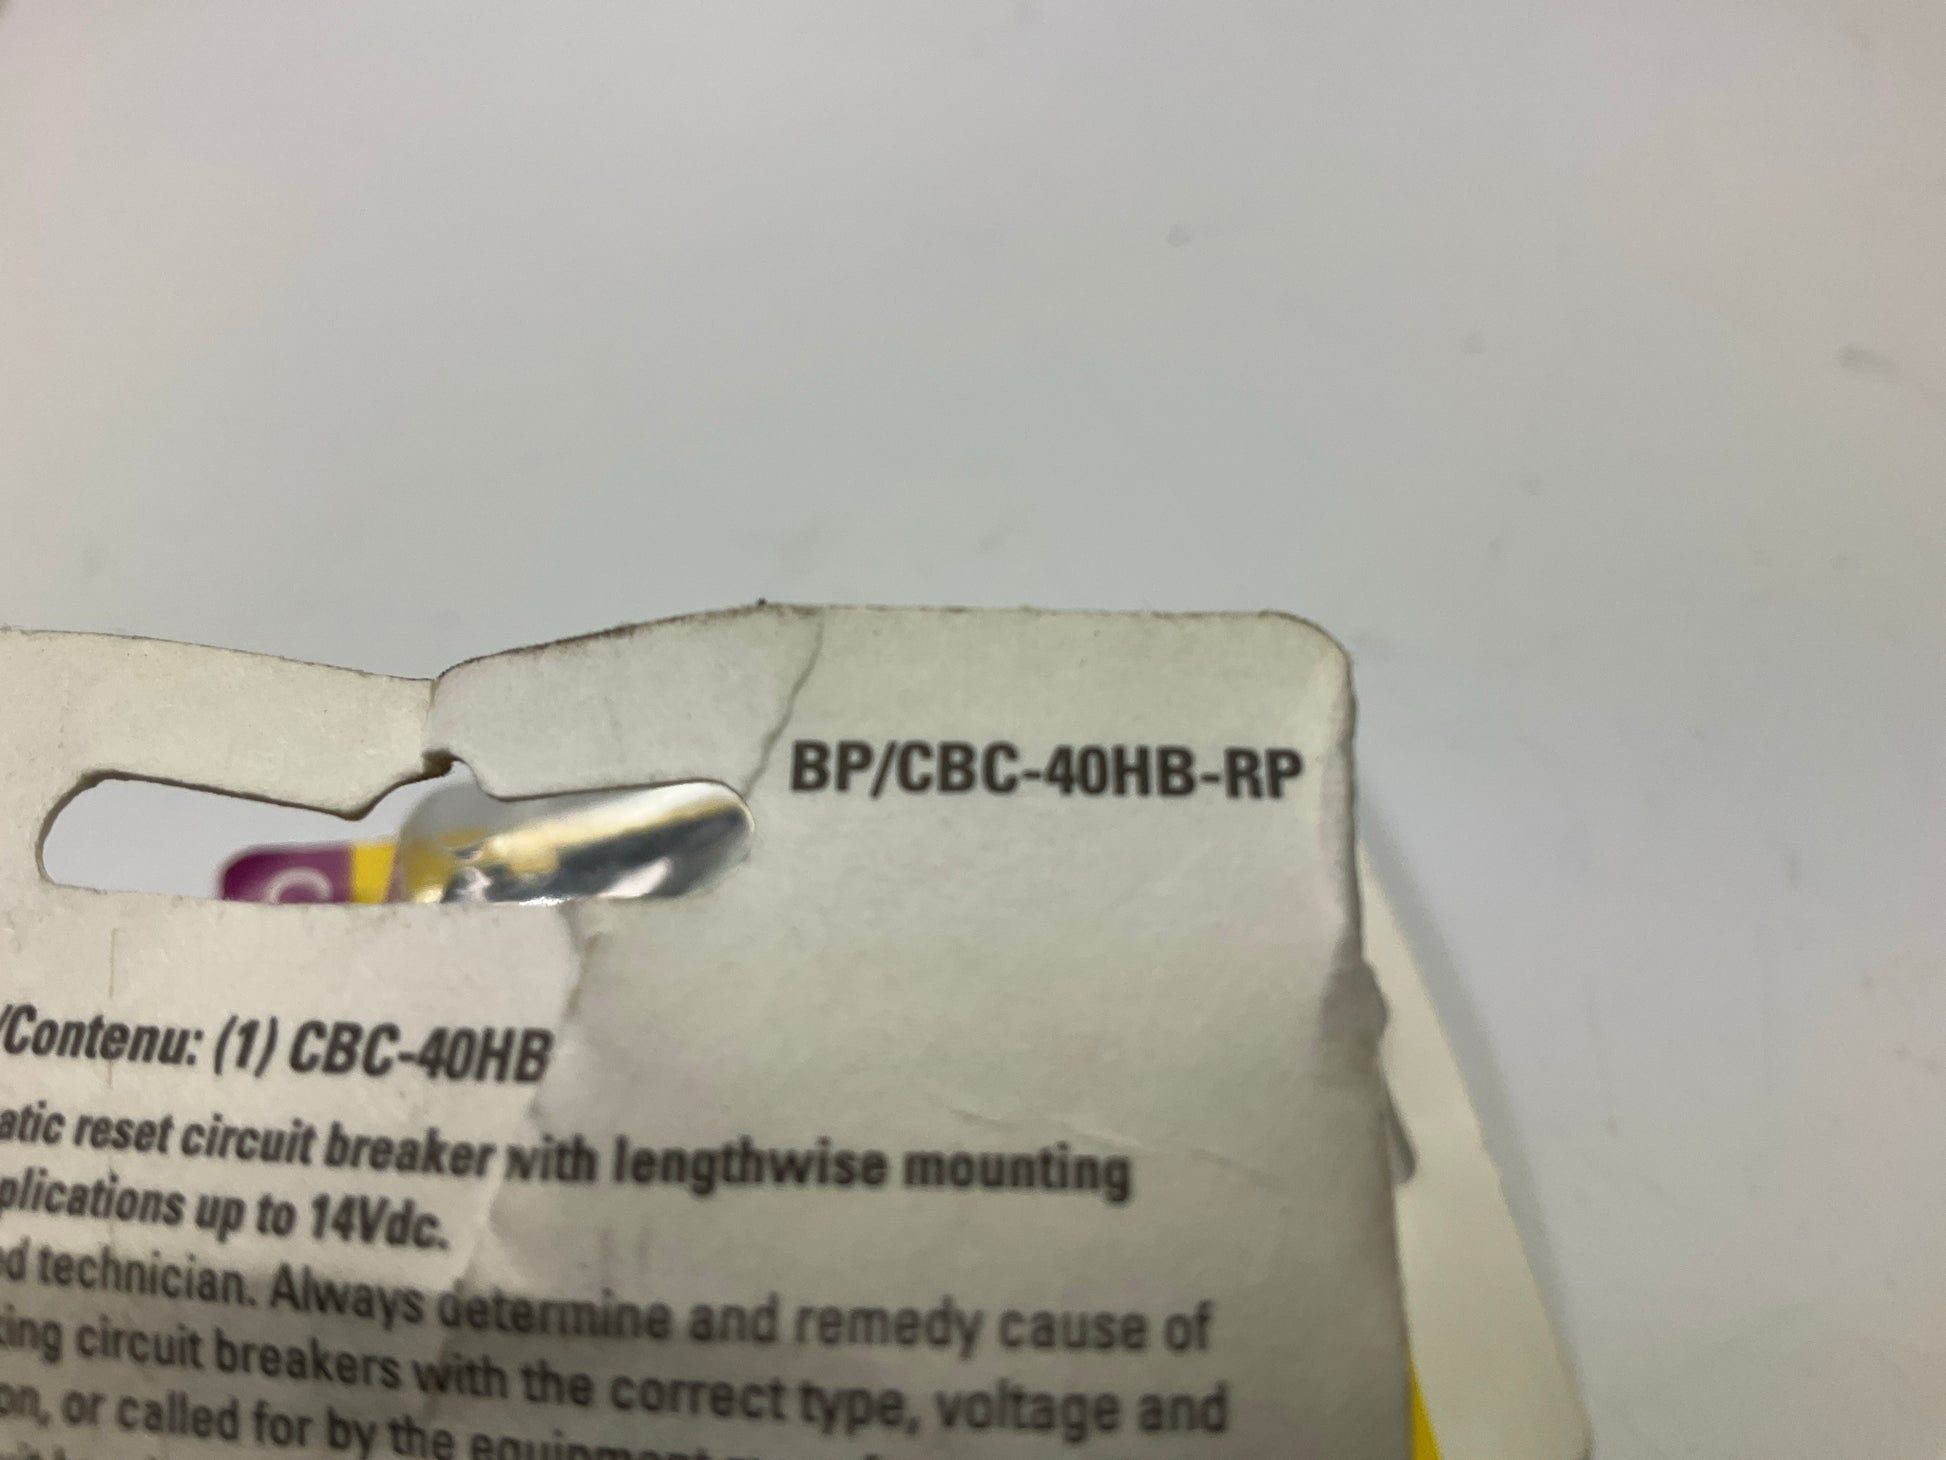 BP/CBC-40HB-RP
/Contenu: (1) CBC-40HB
atic reset circuit breaker with lengthwise mounting
plications up to 14Vdc.
d technician. Always determine and remedy cause of
king circuit breakers with the correct type, voltage and
on, or called for by the equipment